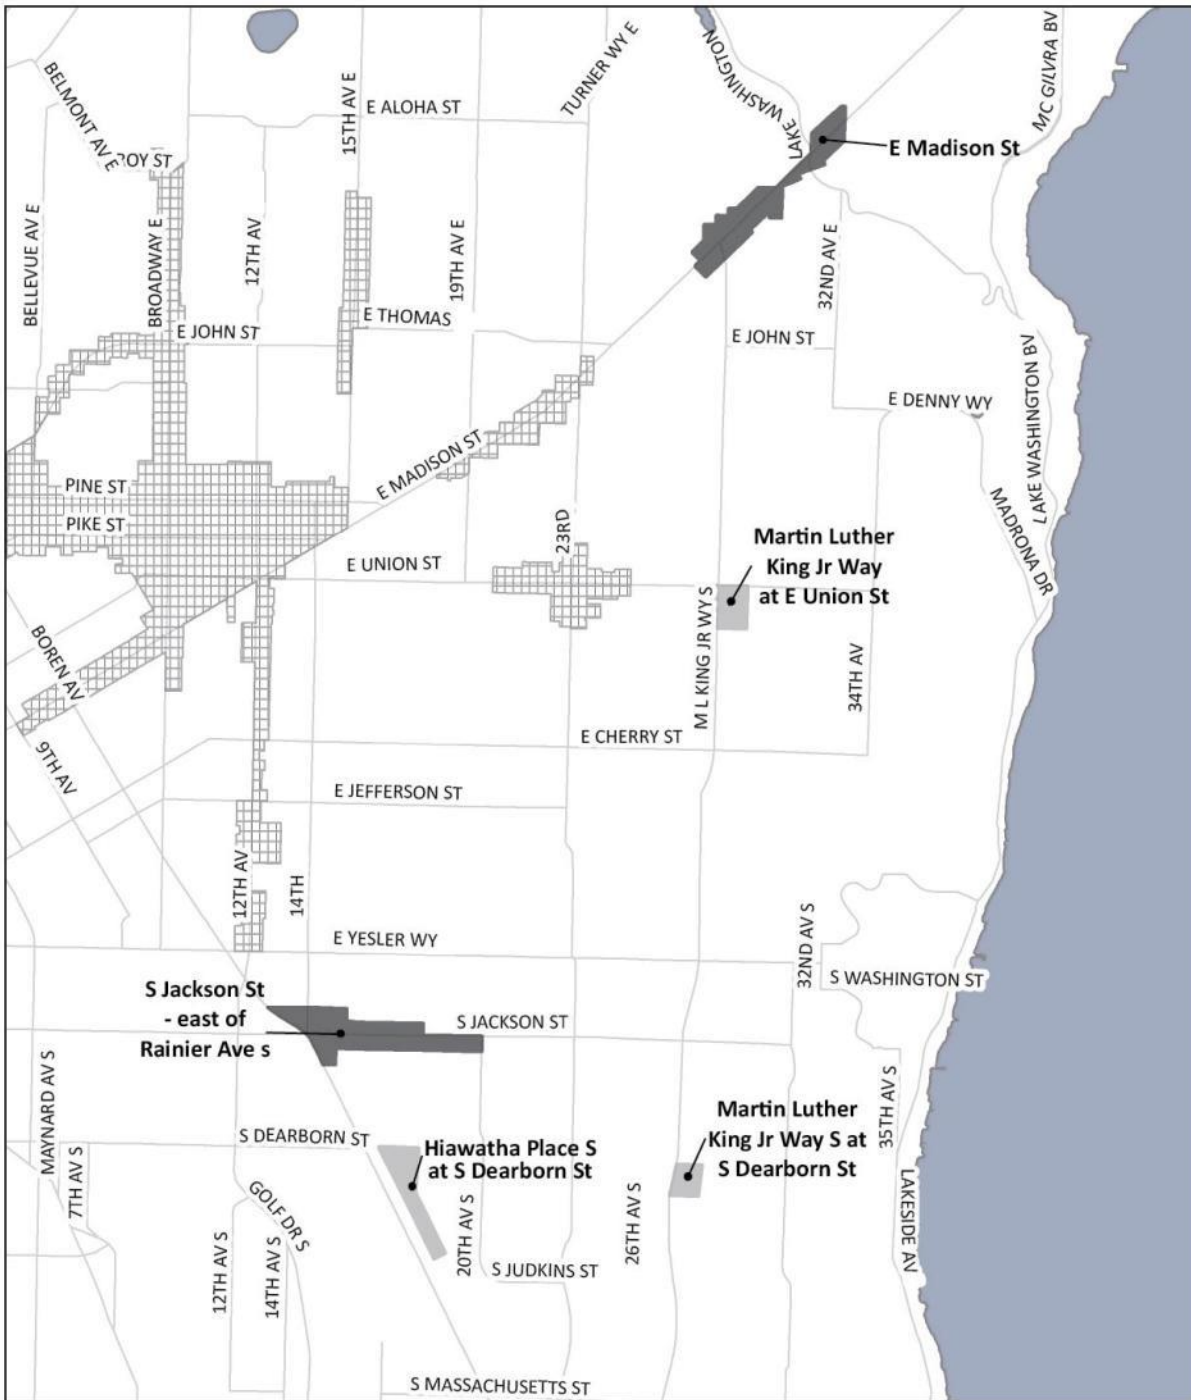 TURNER WY E
LAKE WASHINGTON
MC GILVRA BV
BELMONT AV E
15TH AV E
E ALOHA ST
E Madison St
ROY ST
BELLEVUE AV E
BROADWAY E
12TH AV
19TH AV E
32ND AV E
E JOHN ST
E THOMAS
E JOHN ST
LAKE WASHINGTON BV
E DENNY WY
E MADISON ST
PINE ST
PIKE ST
23RD
MADRONA DR
Martin Luther
King Jr Way
at E Union St
E UNION ST
M L KING JR WY S
34TH AV
BOREN AV
9TH AV
E CHERRY ST
E JEFFERSON ST
12TH AV
14TH
E YESLER WY
32ND AV S
S WASHINGTON ST
S Jackson St
- east of
Rainier Ave s
S JACKSON ST
MAYNARD AV S
7TH AV S
S DEARBORN ST
Hiawatha Place S
at S Dearborn St
Martin Luther
King Jr Way S at
S Dearborn St
35TH AV S
LAKESIDE AV
GOLF DR S
12TH AV S
14TH AV S
20TH AV S
26TH AV S
S JUDKINS ST
S MASSACHUSETTS ST